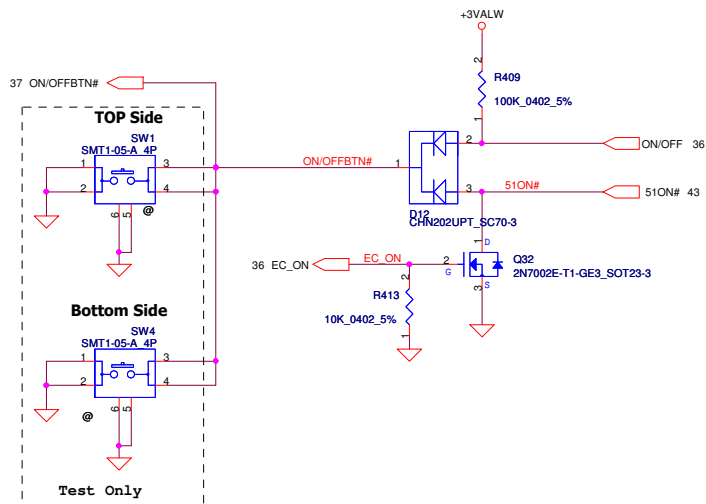 +3VALW
2
R409
100K_0402_5%
1
37 ON/OFFBTN#
TOP Side
SW1
SMT1-05-A_4P
1
3
2
4
@
6
5
ON/OFFBTN#
1
2
ON/OFF 36
3
51ON#
51ON# 43
D12
CHN202UPT_SC70-3
36 EC_ON
EC_ON
2
G
1
D
Q32
2N7002E-T1-GE3_SOT23-3
S
3
2
R413
10K_0402_5%
1
Bottom Side
SW4
SMT1-05-A_4P
1
3
2
4
@
6
5
Test Only